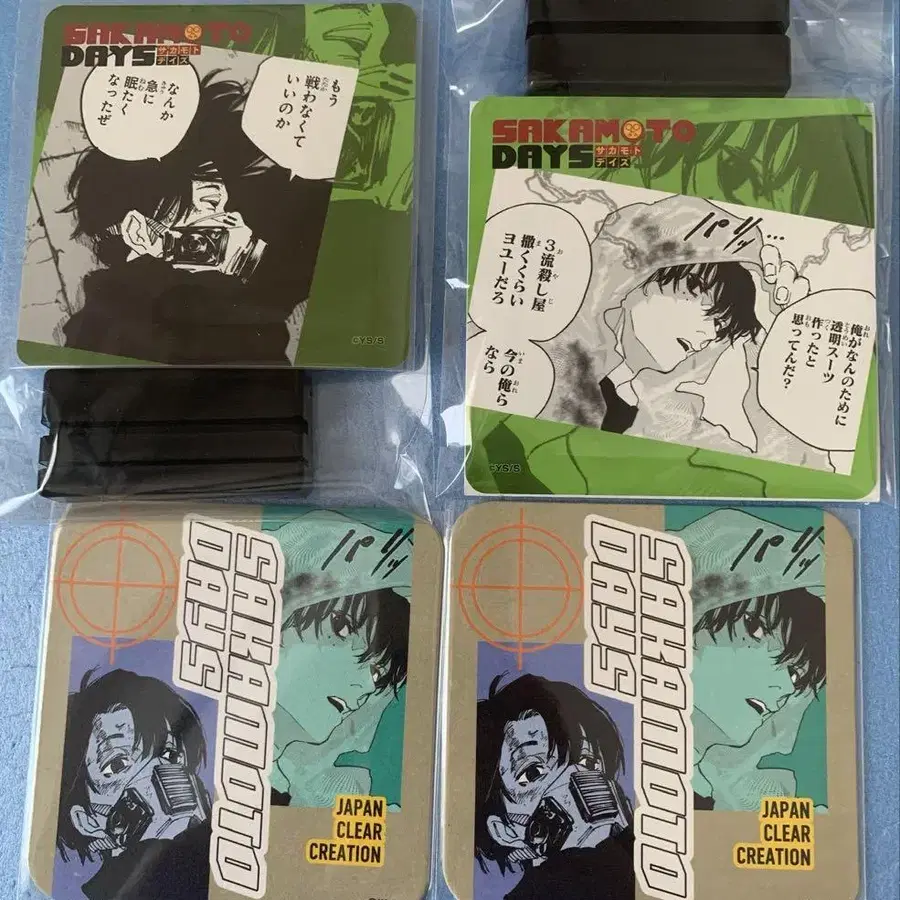 SAKAMOTO
DAYS サカモト
デイズ
もう
戦わなくて
いいのか
なんか
急に
眠たく
なったぜ
©YS/S
SAKAMOTO
DAYS サカモト
デイズ
パリッ…
俺がなんのために
透明スーツ
作ったと
思ってんだ?
3流殺し屋
撒くくらい
ヨユーだろ
今の俺ら
なら
©YS/S
SAKAMOTO
DAYS
パリッ
JAPAN
CLEAR
CREATION
SAKAMOTO
DAYS
パリッ
JAPAN
CLEAR
CREATION